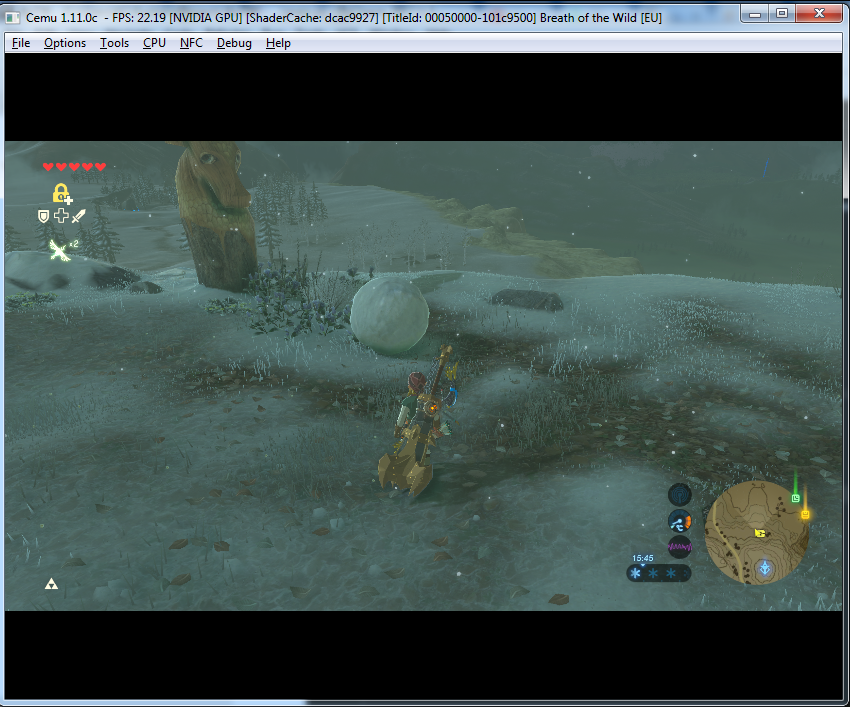 Cemu 1.11.0c - FPS: 22.19 [NVIDIA GPU] [ShaderCache: dcac9927] [TitleId: 00050000-101c9500] Breath of the Wild [EU]
File Options Tools CPU NFC Debug Help
×2
15:45